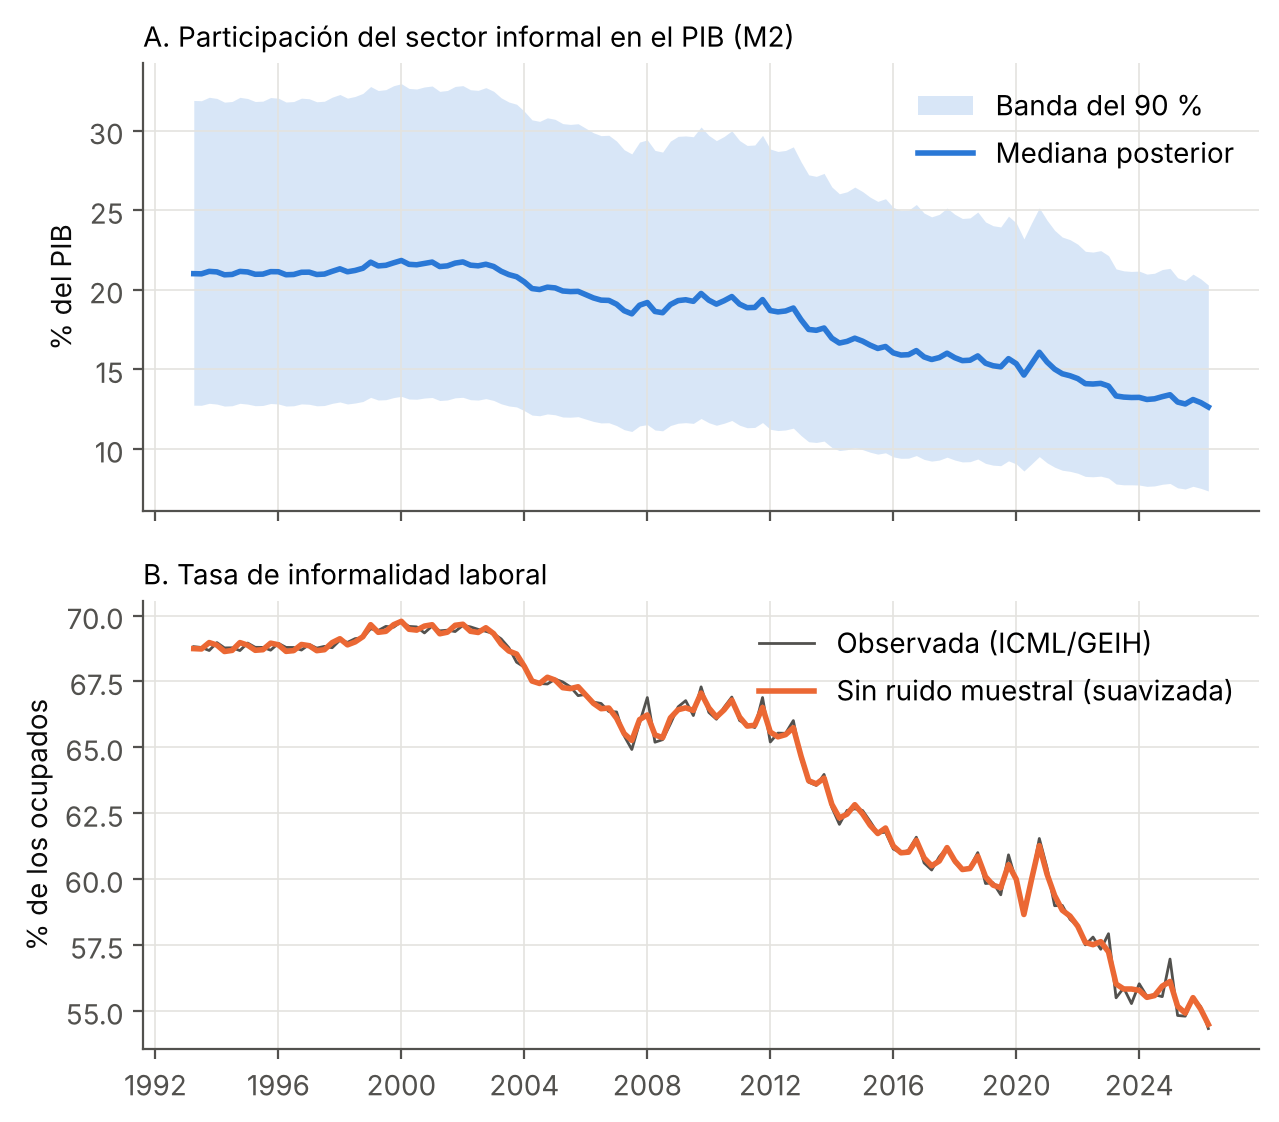 A. Participación del sector informal en el PIB (M2)
Banda del 90 %
Mediana posterior
% del PIB
30
25
20
15
10
B. Tasa de informalidad laboral
Observada (ICML/GEIH)
Sin ruido muestral (suavizada)
% de los ocupados
70.0
67.5
65.0
62.5
60.0
57.5
55.0
1992 1996 2000 2004 2008 2012 2016 2020 2024